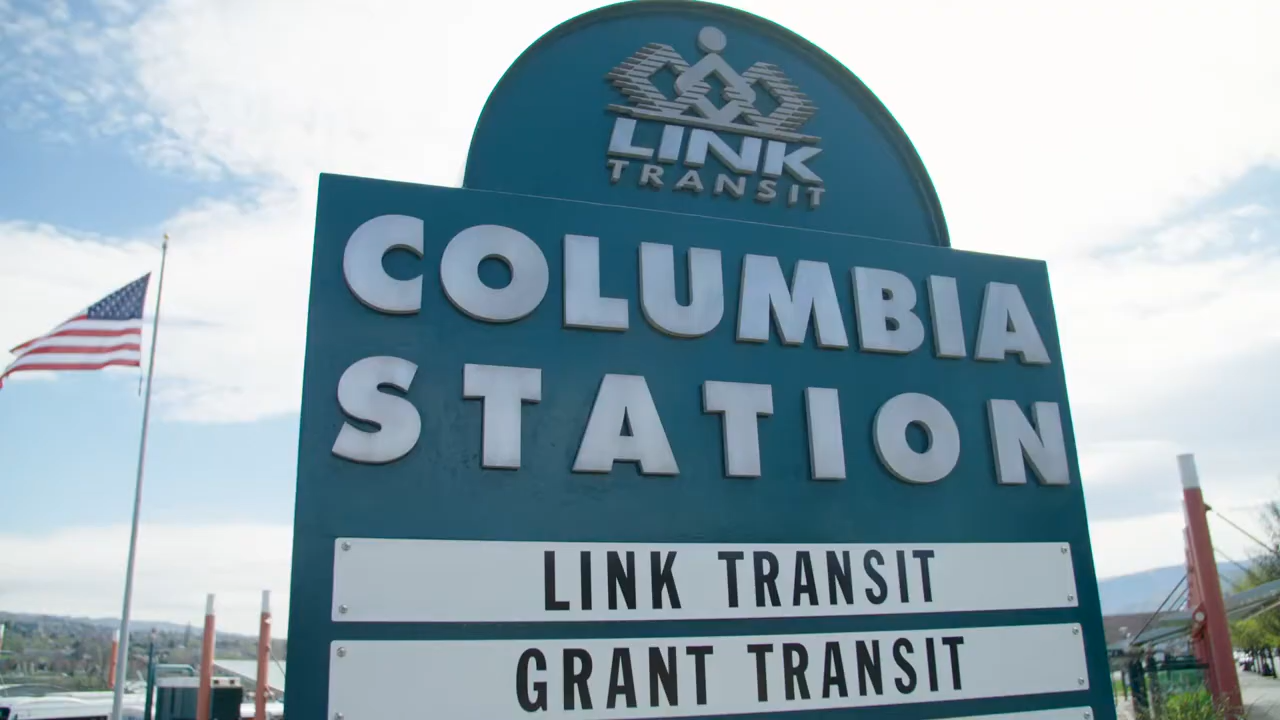 LINK
TRANSIT
COLUMBIA
STATION
LINK TRANSIT
GRANT TRANSIT